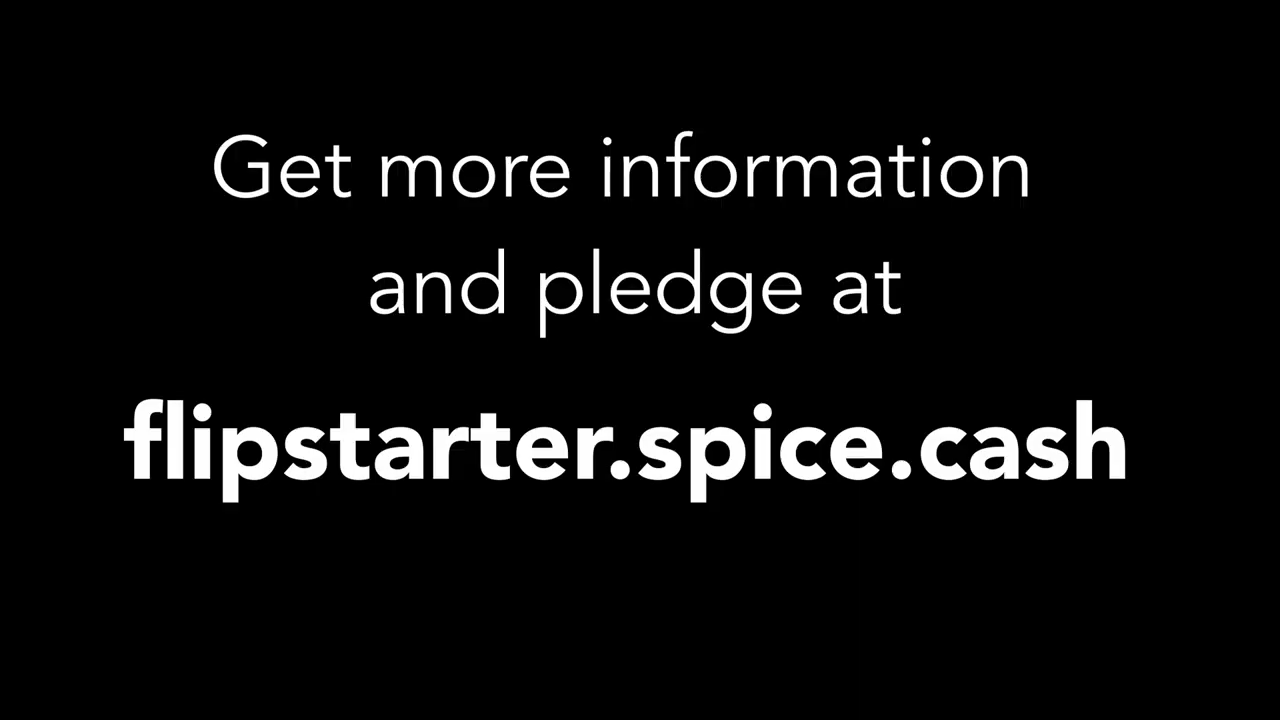 Get more information
and pledge at
flipstarter.spice.cash